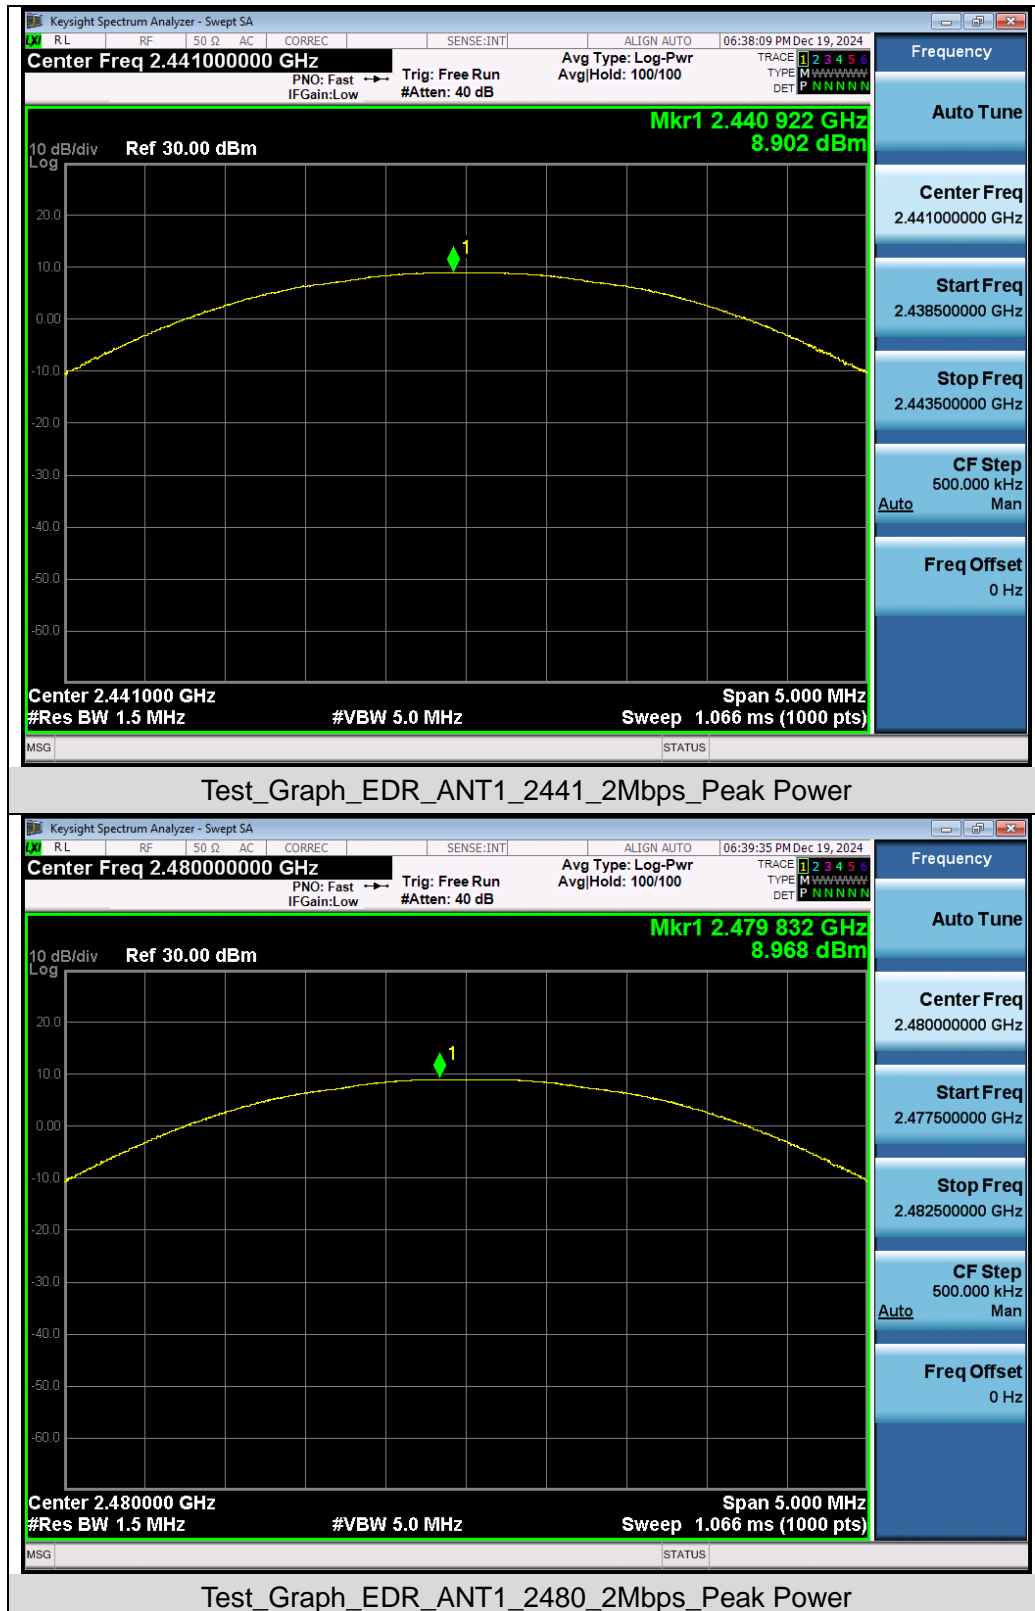 Keysight Spectrum Analyzer - Swept SA
LXI RL RF 50 Ω AC CORREC SENSE:INT ALIGN AUTO 06:38:09 PM Dec 19, 2024
Center Freq 2.441000000 GHz
PNO: Fast
IFGain:Low
Trig: Free Run
#Atten: 40 dB
Avg Type: Log-Pwr
Avg|Hold: 100/100
TRACE 1 2 3 4 5 6
TYPE M WWWWW
DET P N N N N N
Mkr1 2.440 922 GHz
8.902 dBm
10 dB/div Ref 30.00 dBm
Log
20.0
1
10.0
0.00
-10.0
-20.0
-30.0
-40.0
-50.0
-60.0
Center 2.441000 GHz Span 5.000 MHz
#Res BW 1.5 MHz #VBW 5.0 MHz Sweep 1.066 ms (1000 pts)
MSG STATUS
Frequency
Auto Tune
Center Freq
2.441000000 GHz
Start Freq
2.438500000 GHz
Stop Freq
2.443500000 GHz
CF Step
500.000 kHz
Auto Man
Freq Offset
0 Hz
Test_Graph_EDR_ANT1_2441_2Mbps_Peak Power
Keysight Spectrum Analyzer - Swept SA
LXI RL RF 50 Ω AC CORREC SENSE:INT ALIGN AUTO 06:39:35 PM Dec 19, 2024
Center Freq 2.480000000 GHz
PNO: Fast
IFGain:Low
Trig: Free Run
#Atten: 40 dB
Avg Type: Log-Pwr
Avg|Hold: 100/100
TRACE 1 2 3 4 5 6
TYPE M WWWWW
DET P N N N N N
Mkr1 2.479 832 GHz
8.968 dBm
10 dB/div Ref 30.00 dBm
Log
20.0
1
10.0
0.00
-10.0
-20.0
-30.0
-40.0
-50.0
-60.0
Center 2.480000 GHz Span 5.000 MHz
#Res BW 1.5 MHz #VBW 5.0 MHz Sweep 1.066 ms (1000 pts)
MSG STATUS
Frequency
Auto Tune
Center Freq
2.480000000 GHz
Start Freq
2.477500000 GHz
Stop Freq
2.482500000 GHz
CF Step
500.000 kHz
Auto Man
Freq Offset
0 Hz
Test_Graph_EDR_ANT1_2480_2Mbps_Peak Power